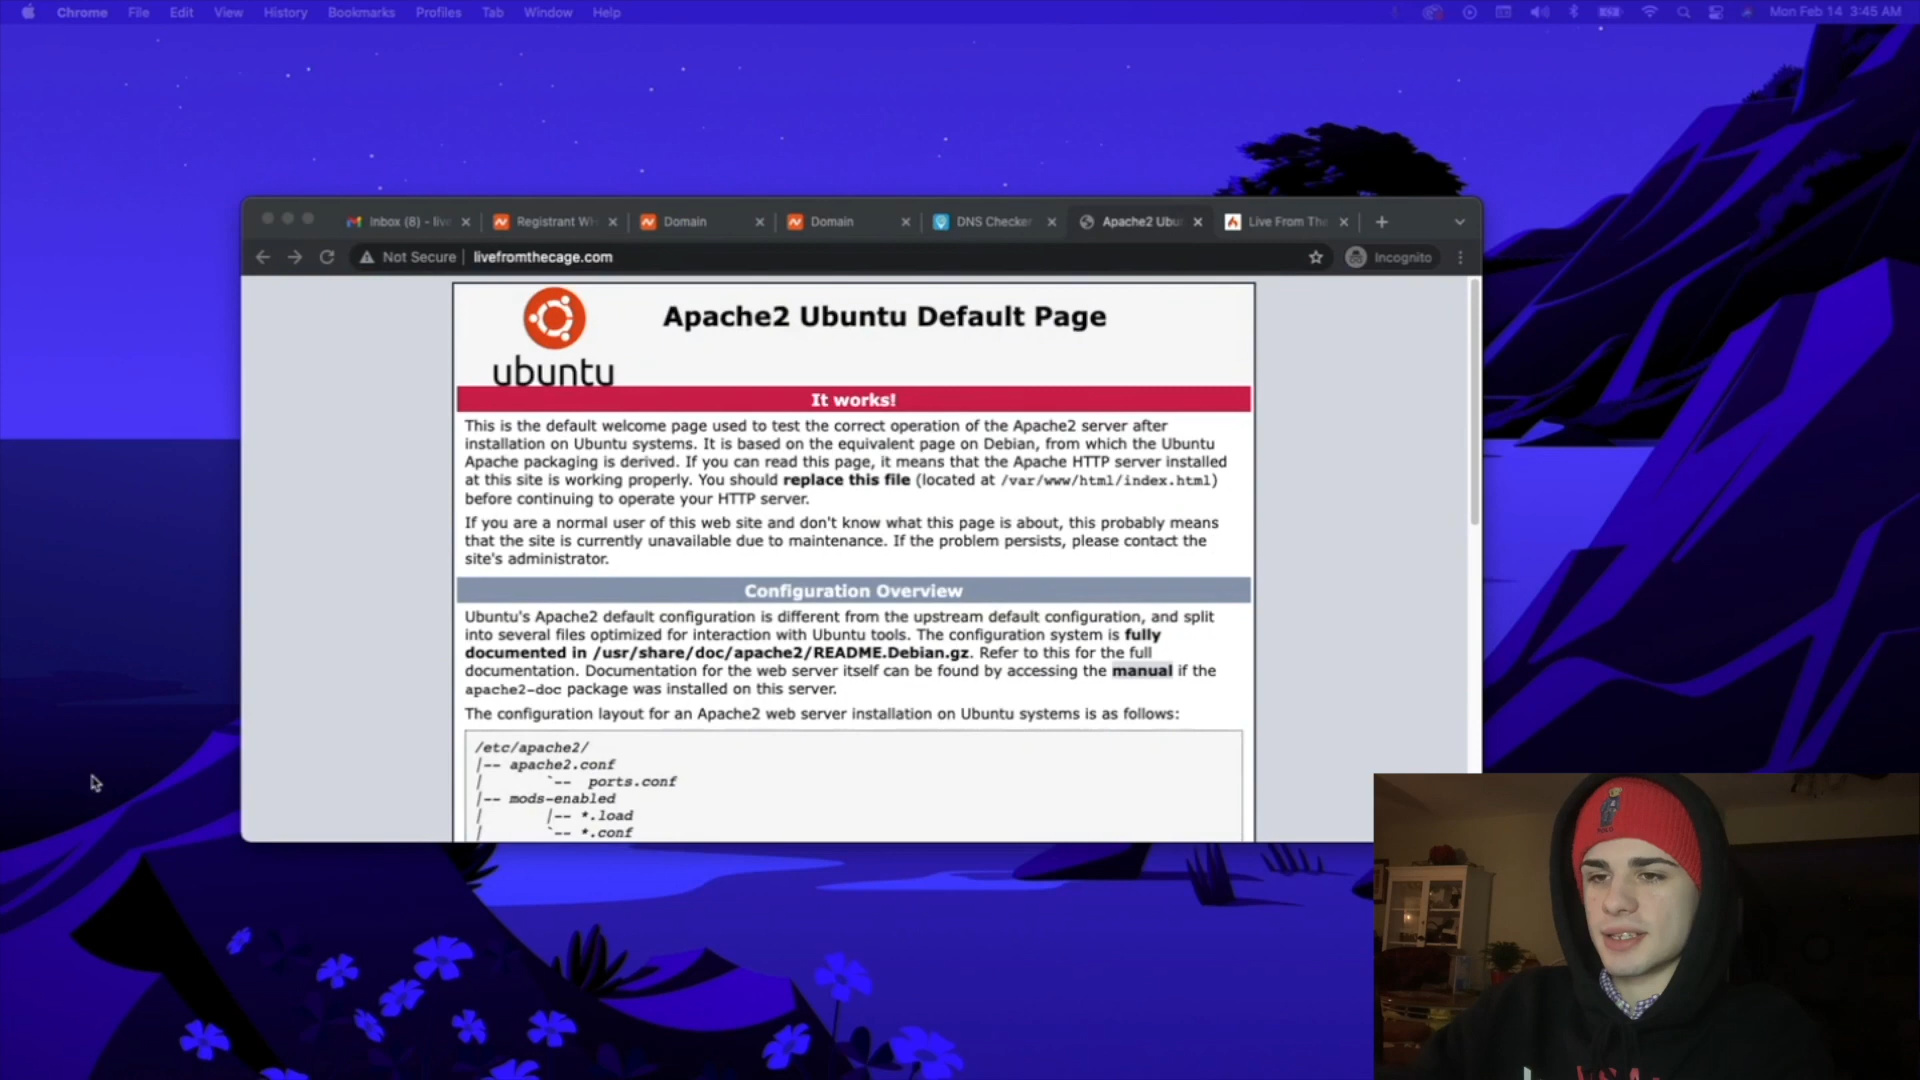 Chrome File Edit View History Bookmarks Profiles Tab Window Help
Mon Feb 14 3:45 AM
Inbox (8) - live
Registrant WH
Domain
Domain
DNS Checker
Apache2 Ubu
Live From The
Not Secure | livefromthecage.com
Incognito
ubuntu
Apache2 Ubuntu Default Page
It works!
This is the default welcome page used to test the correct operation of the Apache2 server after
installation on Ubuntu systems. It is based on the equivalent page on Debian, from which the Ubuntu
Apache packaging is derived. If you can read this page, it means that the Apache HTTP server installed
at this site is working properly. You should replace this file (located at /var/www/html/index.html)
before continuing to operate your HTTP server.
If you are a normal user of this web site and don't know what this page is about, this probably means
that the site is currently unavailable due to maintenance. If the problem persists, please contact the
site's administrator.
Configuration Overview
Ubuntu's Apache2 default configuration is different from the upstream default configuration, and split
into several files optimized for interaction with Ubuntu tools. The configuration system is fully
documented in /usr/share/doc/apache2/README.Debian.gz. Refer to this for the full
documentation. Documentation for the web server itself can be found by accessing the manual if the
apache2-doc package was installed on this server.
The configuration layout for an Apache2 web server installation on Ubuntu systems is as follows:
/etc/apache2/
|-- apache2.conf
|       `--  ports.conf
|-- mods-enabled
|       |-- *.load
|       `-- *.conf